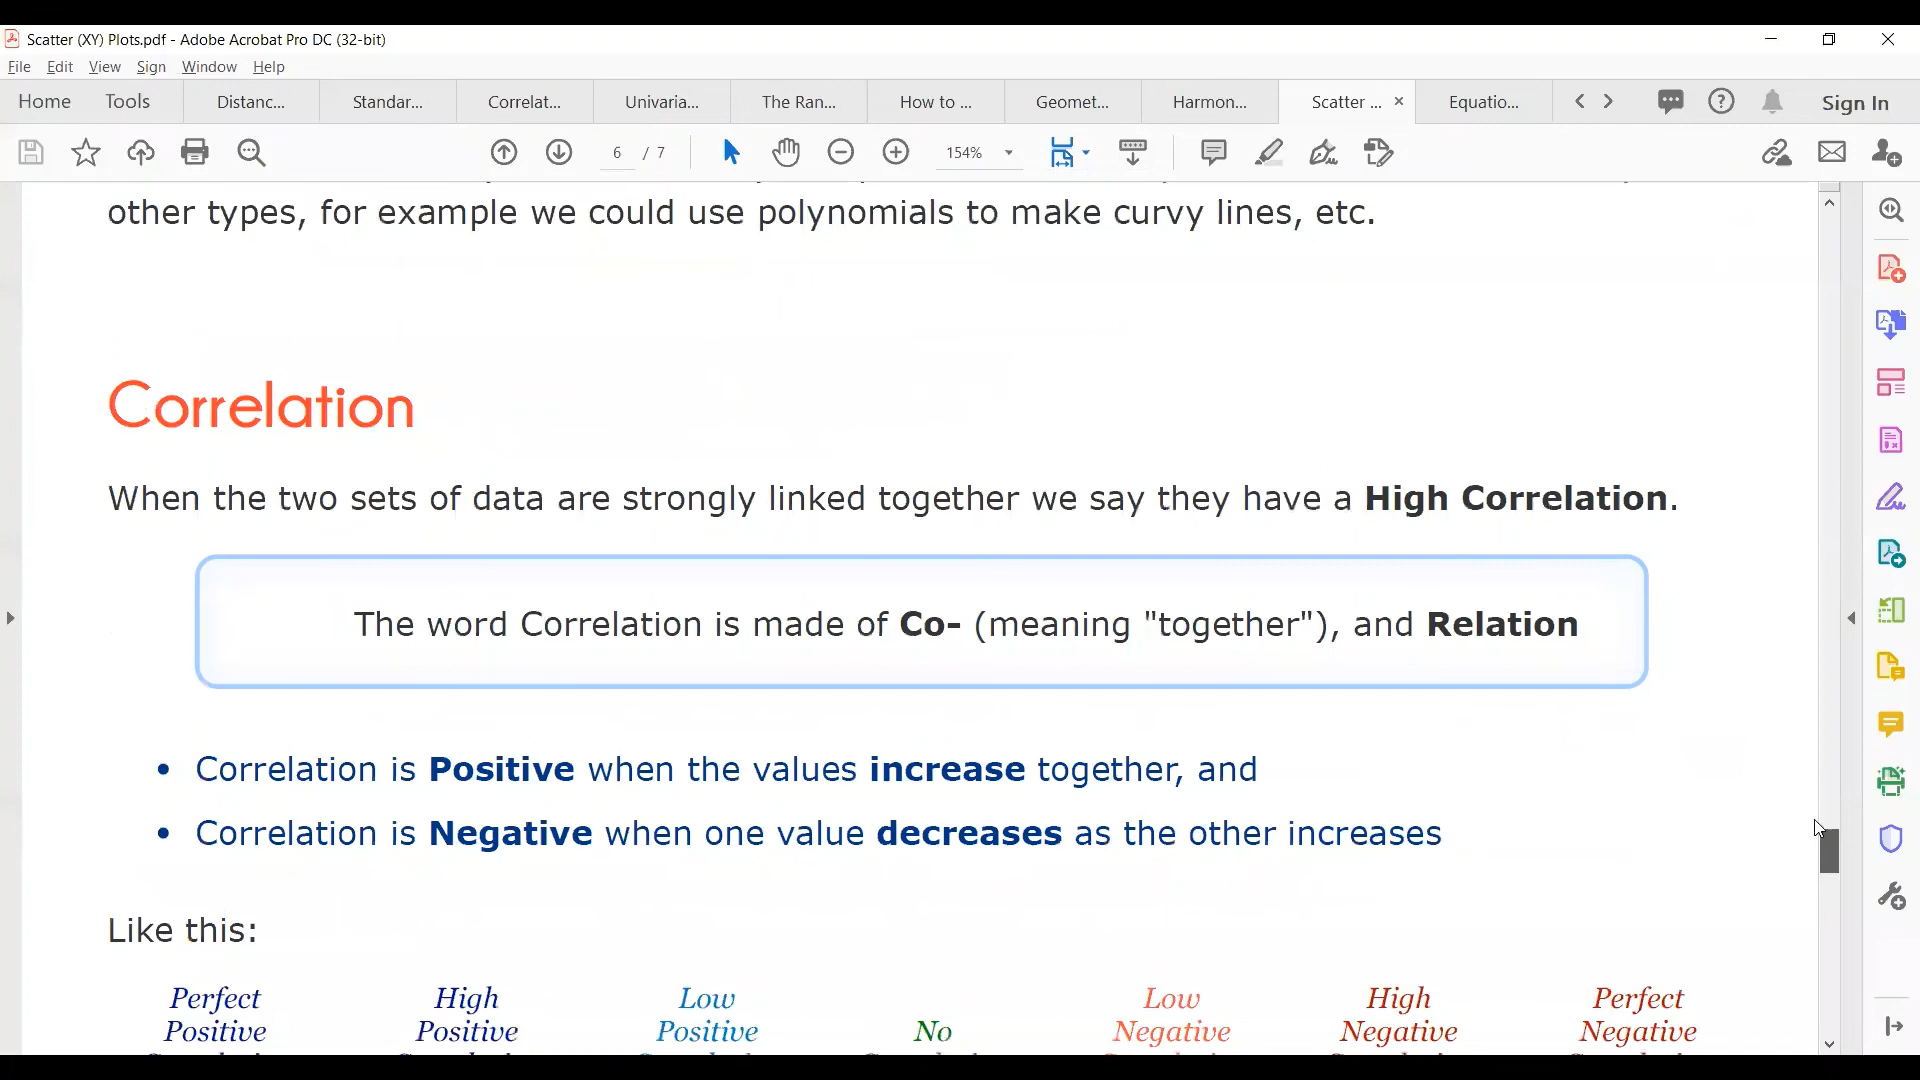 Scatter (XY) Plots.pdf - Adobe Acrobat Pro DC (32-bit)
File Edit View Sign Window Help
Home Tools Distanc... Standar... Correlat... Univaria... The Ran... How to ... Geomet... Harmon... Scatter ... Equatio... Sign In
6 / 7 154%
other types, for example we could use polynomials to make curvy lines, etc.
Correlation
When the two sets of data are strongly linked together we say they have a High Correlation.
The word Correlation is made of Co- (meaning "together"), and Relation
• Correlation is Positive when the values increase together, and
• Correlation is Negative when one value decreases as the other increases
Like this:
Perfect High Low Low High Perfect
Positive Positive Positive No Negative Negative Negative